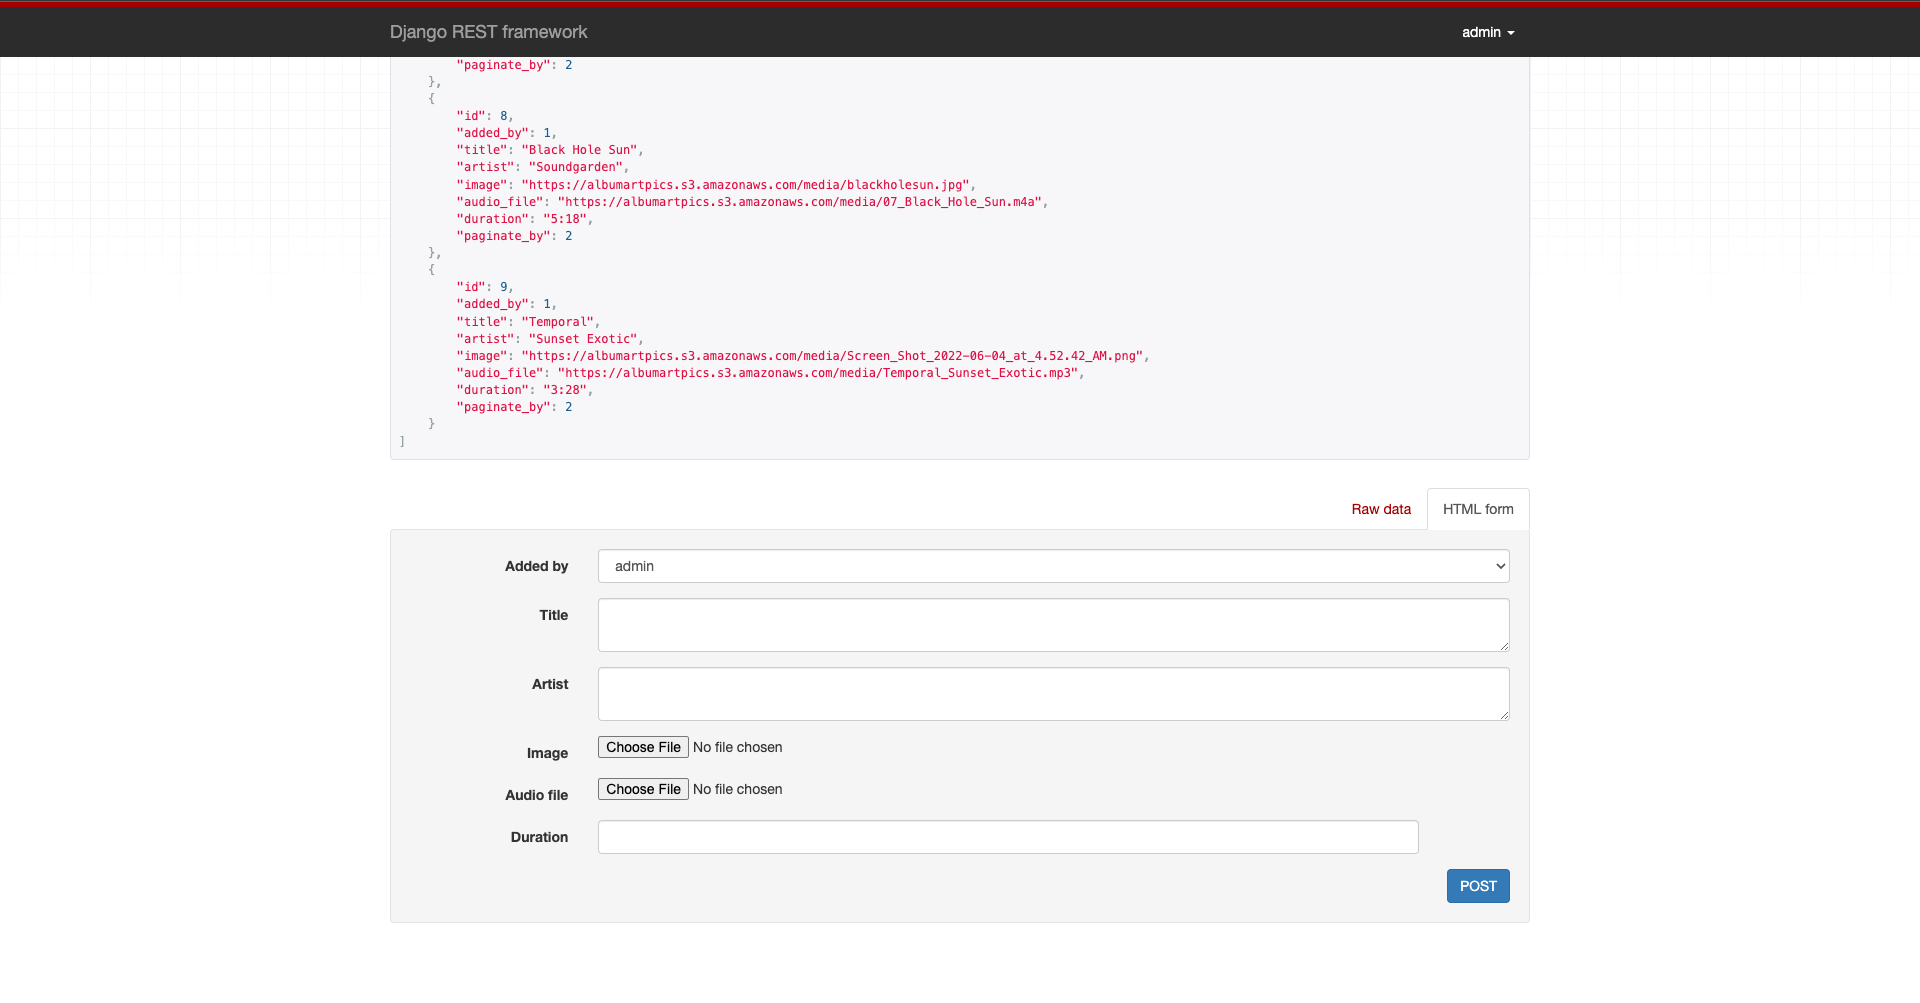 Django REST framework
admin
"paginate_by": 2
},
{
"id": 8,
"added_by": 1,
"title": "Black Hole Sun",
"artist": "Soundgarden",
"image": "https://albumartpics.s3.amazonaws.com/media/blackholesun.jpg",
"audio_file": "https://albumartpics.s3.amazonaws.com/media/07_Black_Hole_Sun.m4a",
"duration": "5:18",
"paginate_by": 2
},
{
"id": 9,
"added_by": 1,
"title": "Temporal",
"artist": "Sunset Exotic",
"image": "https://albumartpics.s3.amazonaws.com/media/Screen_Shot_2022-06-04_at_4.52.42_AM.png",
"audio_file": "https://albumartpics.s3.amazonaws.com/media/Temporal_Sunset_Exotic.mp3",
"duration": "3:28",
"paginate_by": 2
}
]
Raw data HTML form
Added by admin
Title
Artist
Image Choose File No file chosen
Audio file Choose File No file chosen
Duration
POST